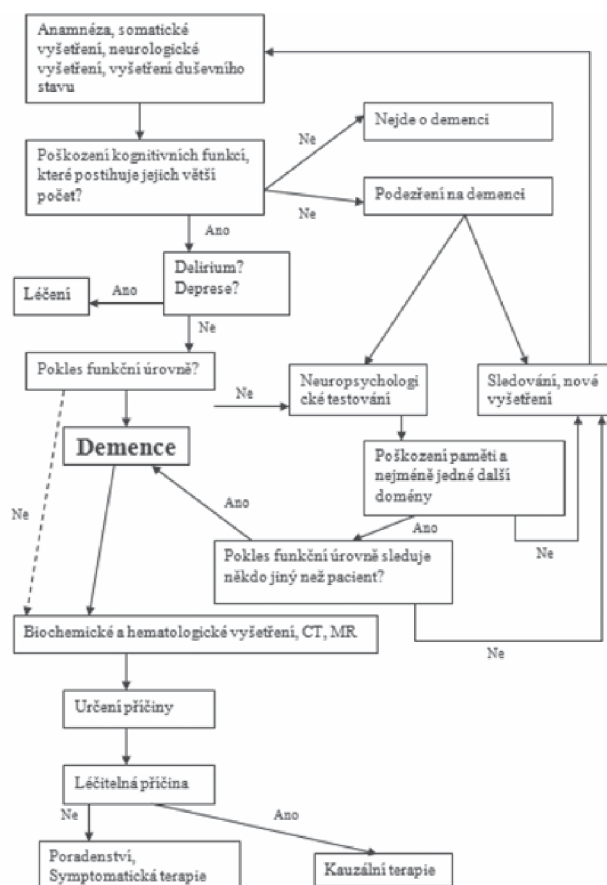 Anamnéza, somatické
vyšetření, neurologické
vyšetření, vyšetření duševního
stavu
Ne
Nejde o demenci
Poškození kognitivních funkcí,
které postihuje jejich větší
počet?
Ne
Podezření na demenci
Ano
Delirium?
Deprese?
Ano
Léčení
Ne
Pokles funkční úrovně?
Ne
Neuropsychologi
cké testování
Sledování, nové
vyšetření
Demence
Poškození paměti a
nejméně jedné další
domény
Ne
Ano
Ano
Ne
Pokles funkční úrovně sleduje
někdo jiný než pacient?
Ne
Biochemické a hematologické vyšetření, CT, MR
Určení příčiny
Léčitelná příčina
Ne
Ano
Poradenství,
Symptomatická terapie
Kauzální terapie